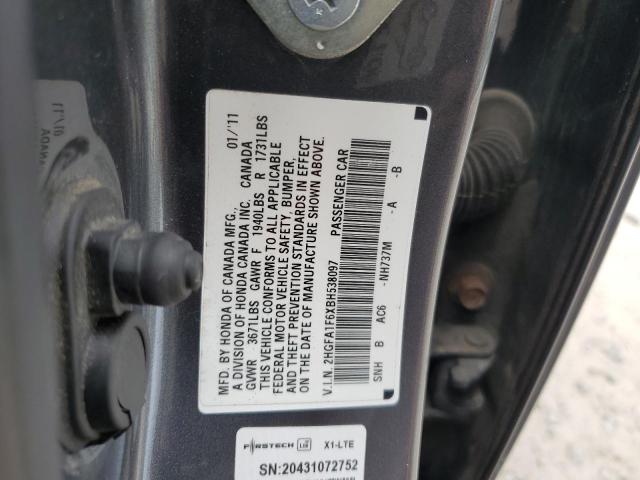 MFD. BY HONDA OF CANADA MFG., 01/'11
A DIVISION OF HONDA CANADA INC. CANADA
GVWR 3671LBS GAWR F 1940LBS R 1731LBS
THIS VEHICLE CONFORMS TO ALL APPLICABLE
FEDERAL MOTOR VEHICLE SAFETY, BUMPER,
AND THEFT PREVENTION STANDARDS IN EFFECT
ON THE DATE OF MANUFACTURE SHOWN ABOVE.
V.I.N. 2HGFA1F6XBH538097 PASSENGER CAR
SNH B AC6 -NH737M -A -B
FIRSTECH LTE X1-LTE
SN:20431072752